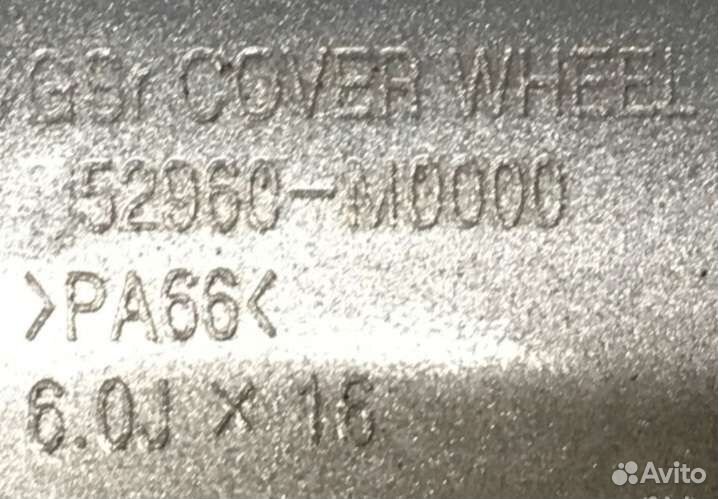 GSr COVER WHEEL
52960-M0000
>PA66<
6.0J × 16
Avito